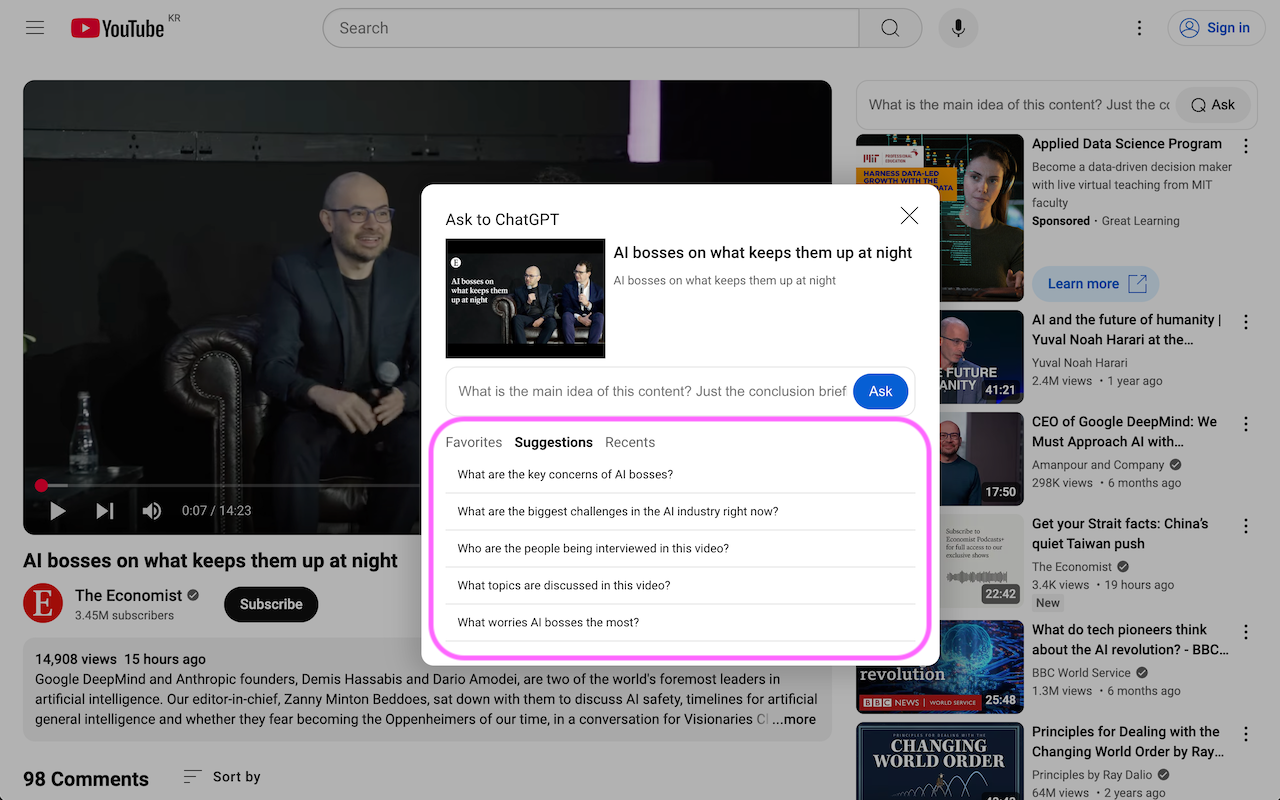 YouTube KR
Search
Sign in
Ask to ChatGPT
AI bosses on what keeps them up at night
AI bosses on what keeps them up at night
E
AI bosses on
what keeps them
up at night
What is the main idea of this content? Just the conclusion brief
Ask
Favorites Suggestions Recents
What are the key concerns of AI bosses?
What are the biggest challenges in the AI industry right now?
Who are the people being interviewed in this video?
What topics are discussed in this video?
What worries AI bosses the most?
0:07 / 14:23
AI bosses on what keeps them up at night
E
The Economist
3.45M subscribers
Subscribe
14,908 views 15 hours ago
Google DeepMind and Anthropic founders, Demis Hassabis and Dario Amodei, are two of the world's foremost leaders in
artificial intelligence. Our editor-in-chief, Zanny Minton Beddoes, sat down with them to discuss AI safety, timelines for artificial
general intelligence and whether they fear becoming the Oppenheimers of our time, in a conversation for Visionaries Cl ...more
98 Comments
Sort by
What is the main idea of this content? Just the cc
Ask
MIT PROFESSIONAL
EDUCATION
HARNESS DATA-LED
GROWTH WITH THE
DATA
Applied Data Science Program
Become a data-driven decision maker
with live virtual teaching from MIT
faculty
Sponsored · Great Learning
Learn more
FUTURE
ANITY
41:21
AI and the future of humanity |
Yuval Noah Harari at the…
Yuval Noah Harari
2.4M views • 1 year ago
17:50
CEO of Google DeepMind: We
Must Approach AI with…
Amanpour and Company
298K views • 6 months ago
Subscribe to
Economist Podcasts+
for full access to our
exclusive shows
22:42
Get your Strait facts: China’s
quiet Taiwan push
The Economist
3.4K views • 19 hours ago
New
revolution
BBC NEWS | WORLD SERVICE
25:48
What do tech pioneers think
about the AI revolution? - BBC…
BBC World Service
1.3M views • 6 months ago
PRINCIPLES FOR DEALING WITH THE
CHANGING
WORLD ORDER
Principles for Dealing with the
Changing World Order by Ray…
Principles by Ray Dalio
64M views • 2 years ago